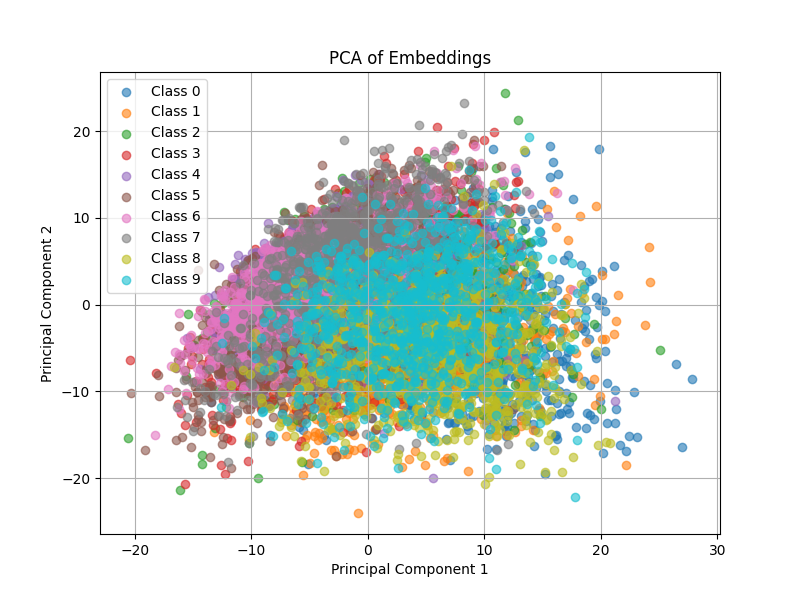 PCA of Embeddings
Class 0
Class 1
Class 2
Class 3
Class 4
Class 5
Class 6
Class 7
Class 8
Class 9
20
10
0
−10
−20
Principal Component 2
−20 −10 0 10 20 30
Principal Component 1